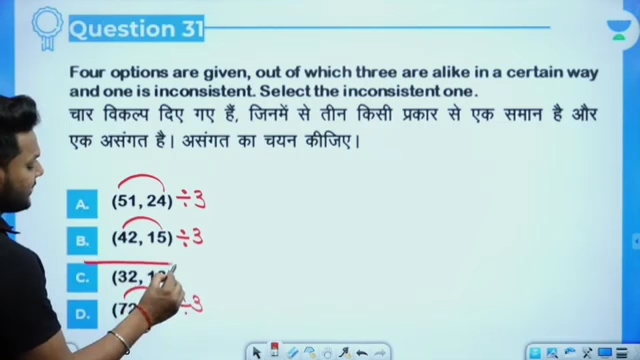 Question 31
Four options are given, out of which three are alike in a certain way
and one is inconsistent. Select the inconsistent one.
चार विकल्प दिए गए हैं, जिनमें से तीन किसी प्रकार से एक समान है और
एक असंगत है। असंगत का चयन कीजिए।
A. (51, 24) ÷3
B. (42, 15) ÷3
C. (32,
D. (72 ÷3